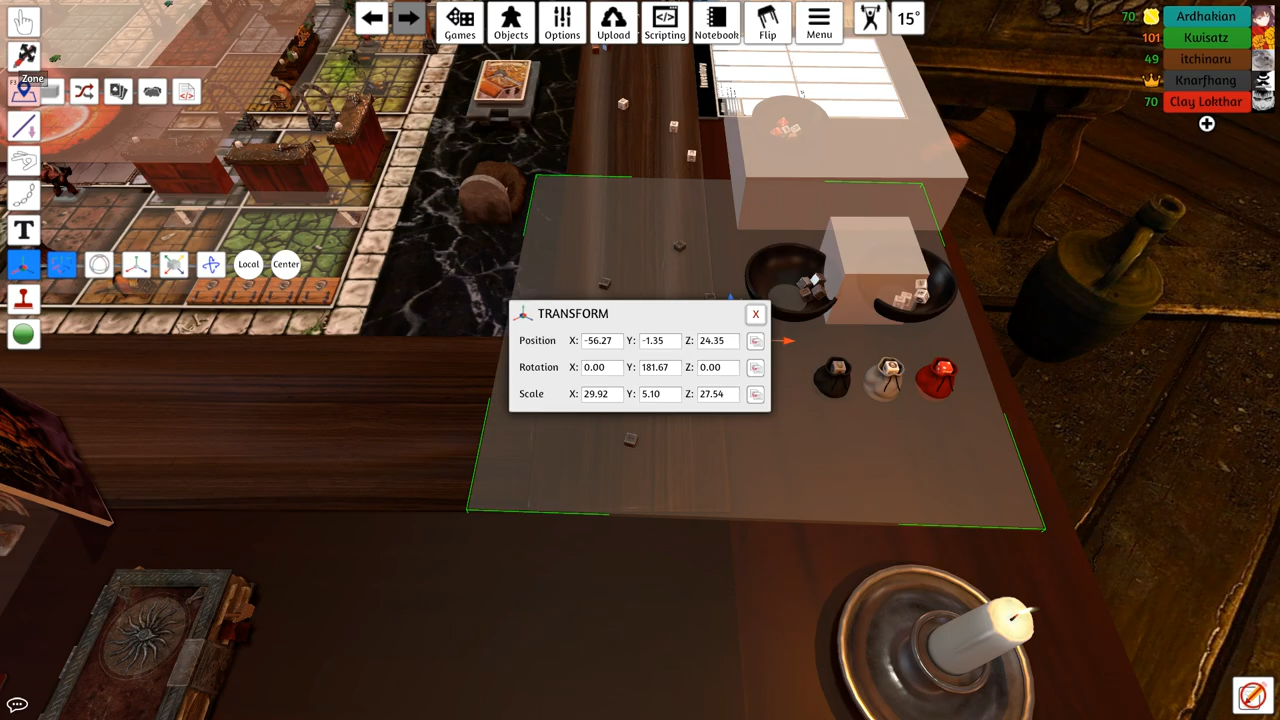 Games
Objects
Options
Upload
Scripting
Notebook
Flip
Menu
15°
70
Ardhakian
101
Kwisatz
49
itchinaru
Knarfhang
70
Clay Lokthar
Zone
Inventory
T
Local
Center
TRANSFORM
X
Position X: -56.27 Y: -1.35 Z: 24.35
Rotation X: 0.00 Y: 181.67 Z: 0.00
Scale X: 29.92 Y: 5.10 Z: 27.54